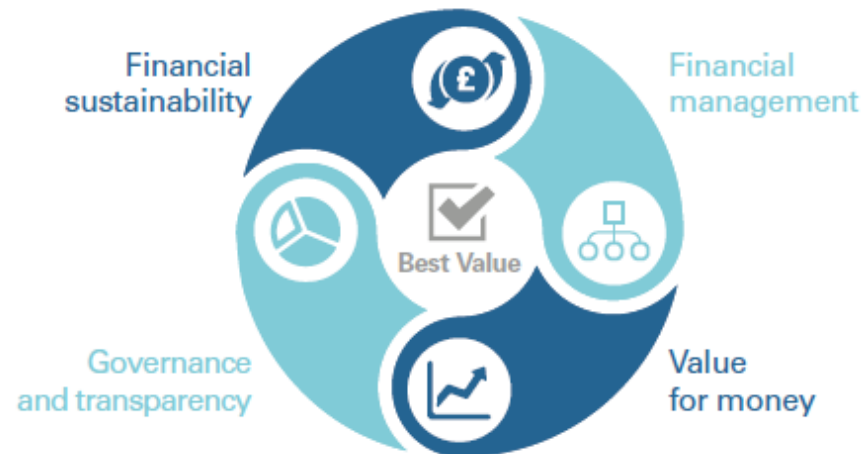 Financial
sustainability
£
Financial
management
Best Value
Governance
and transparency
Value
for money